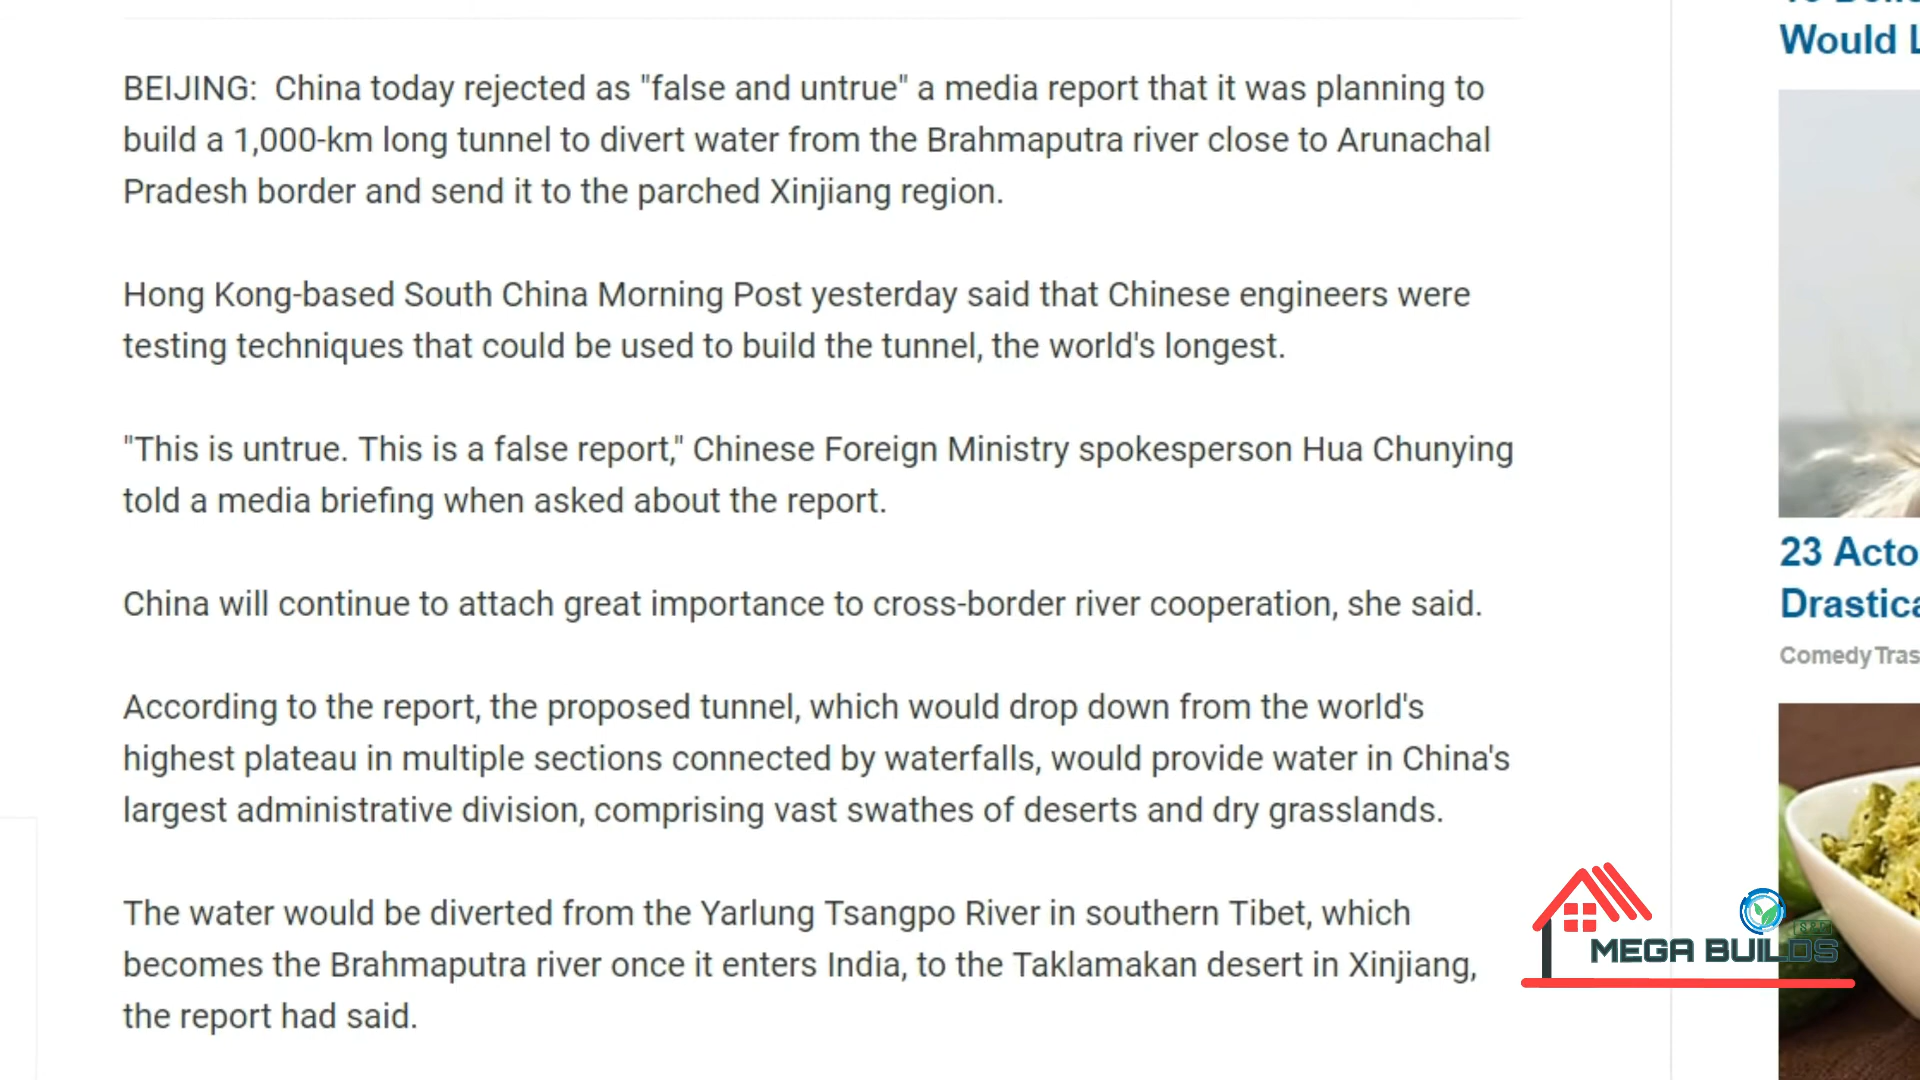 Would
BEIJING:  China today rejected as "false and untrue" a media report that it was planning to
build a 1,000-km long tunnel to divert water from the Brahmaputra river close to Arunachal
Pradesh border and send it to the parched Xinjiang region.
Hong Kong-based South China Morning Post yesterday said that Chinese engineers were
testing techniques that could be used to build the tunnel, the world's longest.
"This is untrue. This is a false report," Chinese Foreign Ministry spokesperson Hua Chunying
told a media briefing when asked about the report.
China will continue to attach great importance to cross-border river cooperation, she said.
According to the report, the proposed tunnel, which would drop down from the world's
highest plateau in multiple sections connected by waterfalls, would provide water in China's
largest administrative division, comprising vast swathes of deserts and dry grasslands.
The water would be diverted from the Yarlung Tsangpo River in southern Tibet, which
becomes the Brahmaputra river once it enters India, to the Taklamakan desert in Xinjiang,
the report had said.
23 Acto
Drastica
ComedyTras
MEGA BUILDS